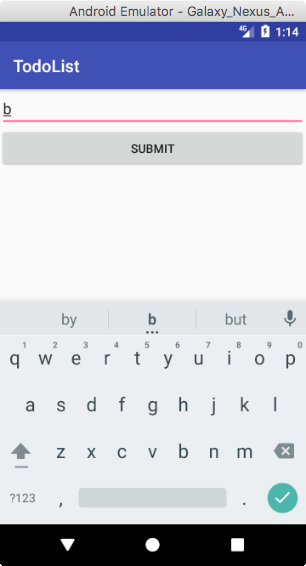 Android Emulator - Galaxy_Nexus_A...
4G 1:14
TodoList
b
SUBMIT
by b but
1 2 3 4 5 6 7 8 9 0
q w e r t y u i o p
a s d f g h j k l
z x c v b n m
?123 , .